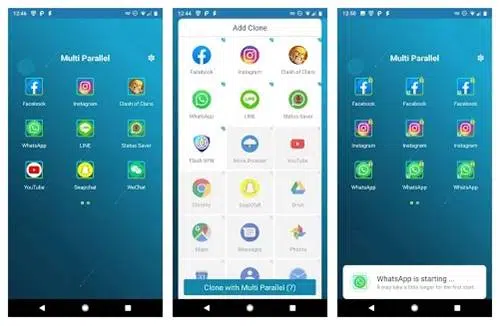 12:46
Multi Parallel
Facebook
Instagram
Clash of Clans
WhatsApp
LINE
Status Saver
YouTube
Snapchat
WeChat
12:44
Add Clone
Facebook
Instagram
Clash of Clans
WhatsApp
LINE
Status Saver
Flash VPN
Movie Browser
YouTube
Chrome
Snapchat
Drive
Maps
Messages
Photos
Clone with Multi Parallel (7)
12:50
Multi Parallel
Facebook
Facebook
Facebook
Instagram
Instagram
Instagram
WhatsApp
WhatsApp
WhatsApp
WhatsApp is starting ...
It may take a little longer for the first start.